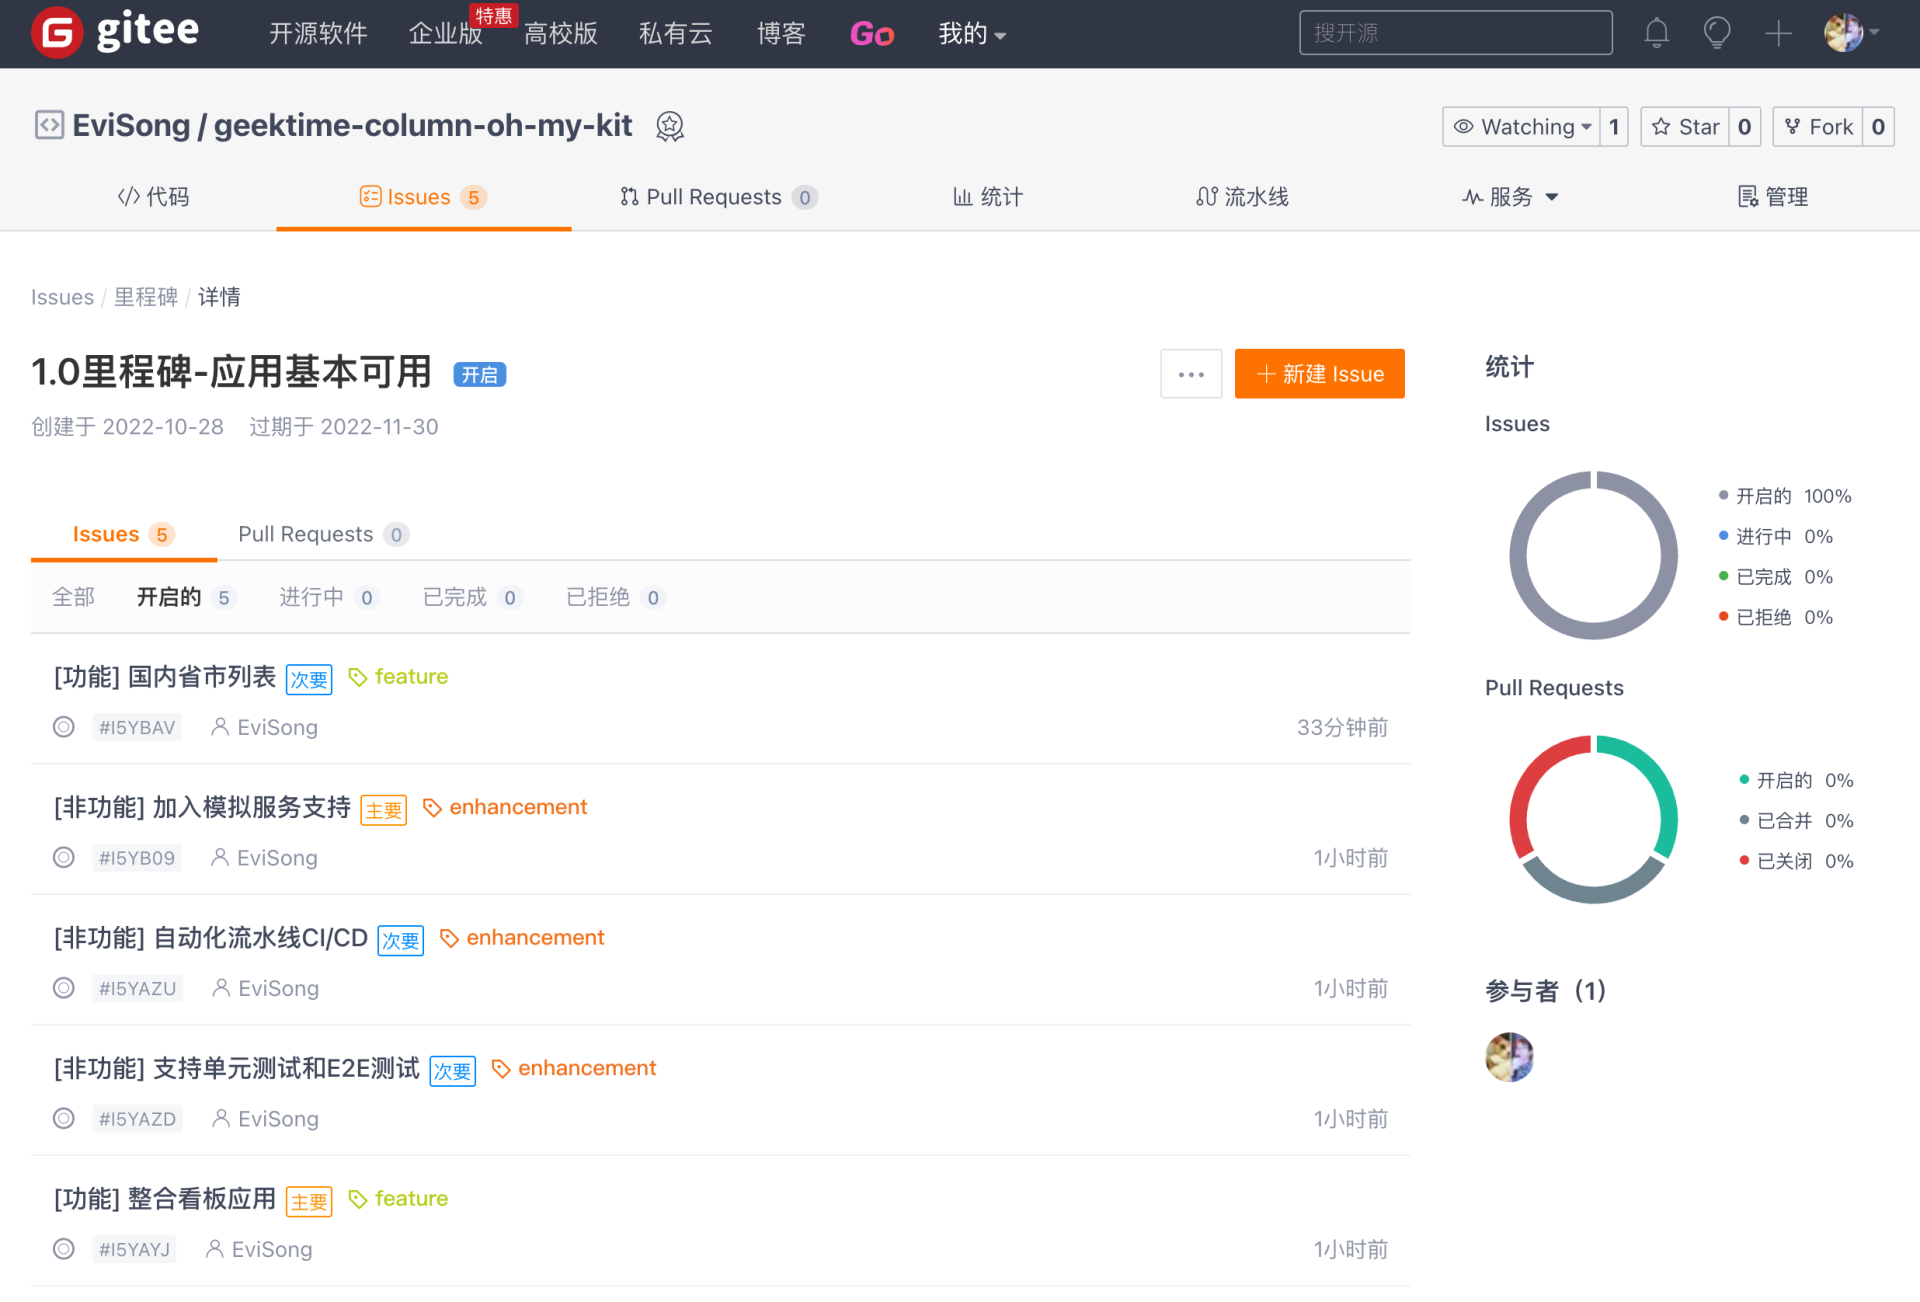 gitee 开源软件 企业版 特惠 高校版 私有云 博客 Go 我的 搜开源
EviSong / geektime-column-oh-my-kit Watching 1 Star 0 Fork 0
代码 Issues 5 Pull Requests 0 统计 流水线 服务 管理
Issues / 里程碑 / 详情
1.0里程碑-应用基本可用 开启 ··· + 新建 Issue
创建于 2022-10-28 过期于 2022-11-30
Issues 5 Pull Requests 0
全部 开启的 5 进行中 0 已完成 0 已拒绝 0
[功能] 国内省市列表 次要 feature
#I5YBAV EviSong 33分钟前
[非功能] 加入模拟服务支持 主要 enhancement
#I5YB09 EviSong 1小时前
[非功能] 自动化流水线CI/CD 次要 enhancement
#I5YAZU EviSong 1小时前
[非功能] 支持单元测试和E2E测试 次要 enhancement
#I5YAZD EviSong 1小时前
[功能] 整合看板应用 主要 feature
#I5YAYJ EviSong 1小时前
统计
Issues
开启的 100%
进行中 0%
已完成 0%
已拒绝 0%
Pull Requests
开启的 0%
已合并 0%
已关闭 0%
参与者（1）